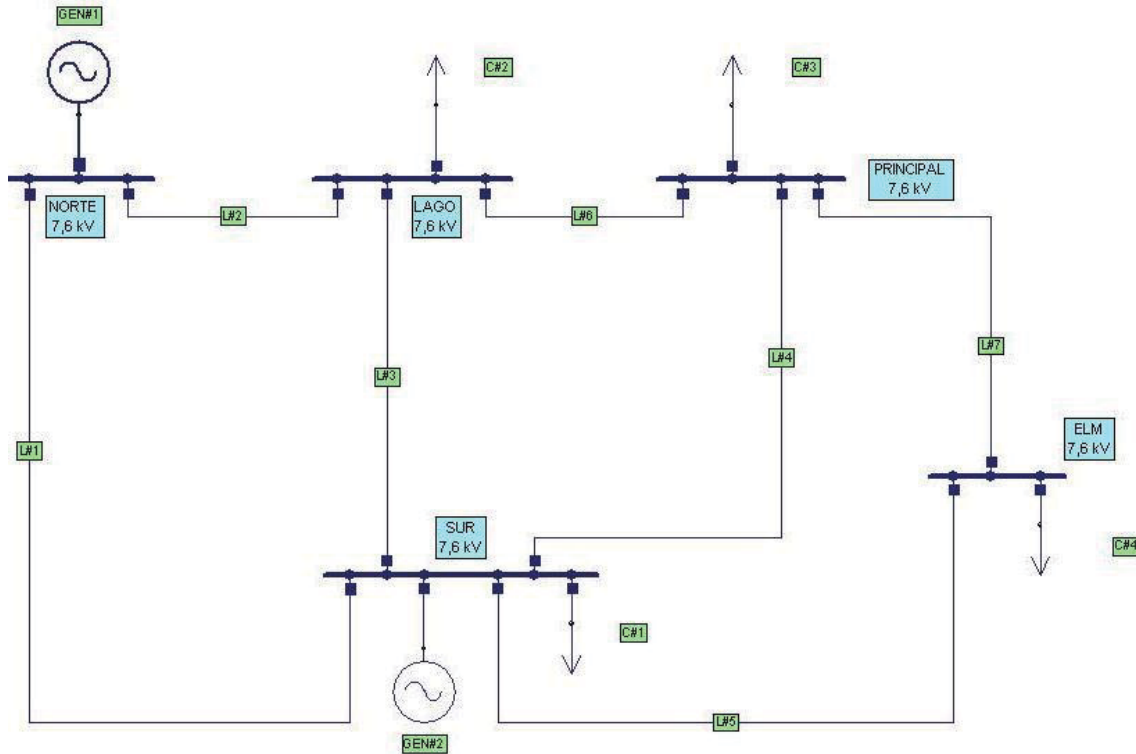 GEN#1
C#2
C#3
NORTE
7,6 kV
L#2
LAGO
7,6 kV
L#6
PRINCIPAL
7,6 kV
L#3
L#4
L#7
L#1
ELM
7,6 kV
SUR
7,6 kV
C#4
C#1
L#5
GEN#2